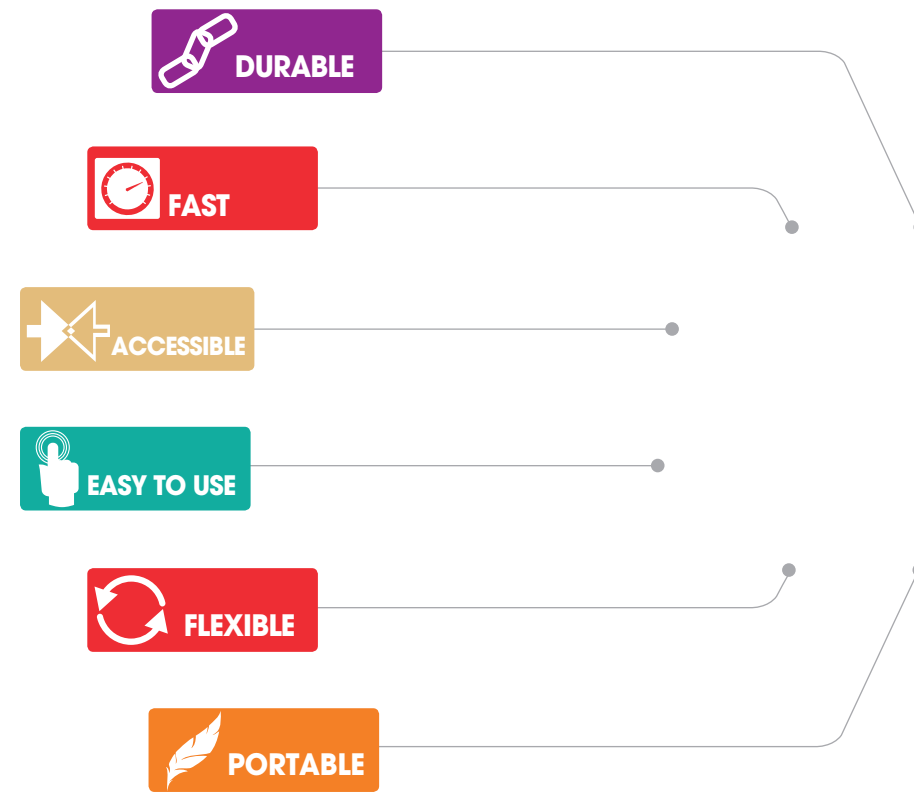 DURABLE
FAST
ACCESSIBLE
EASY TO USE
FLEXIBLE
PORTABLE